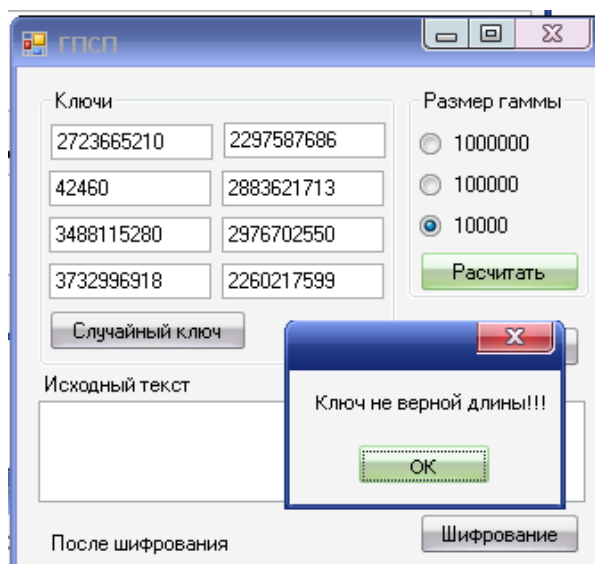 ГПСП
Ключи
2723665210
2297587686
42460
2883621713
3488115280
2976702550
3732996918
2260217599
Случайный ключ
Размер гаммы
1000000
100000
10000
Расчитать
Исходный текст
Ключ не верной длины!!!
OK
После шифрования
Шифрование